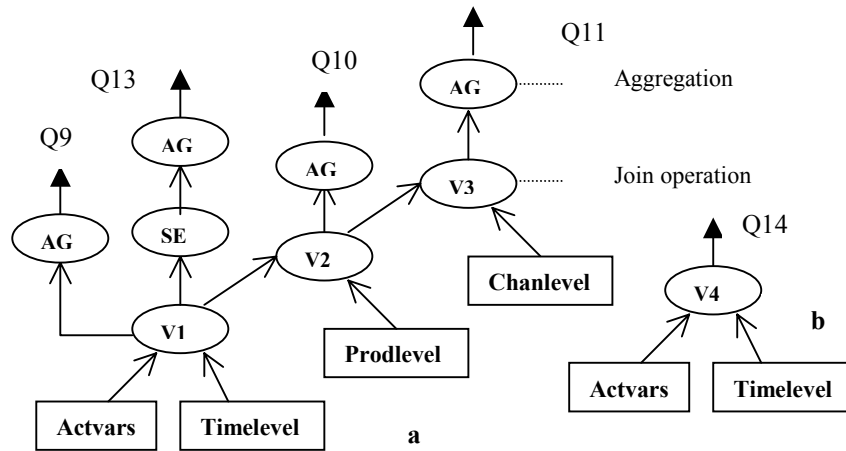 Q11
Q10
Q13
AG
Aggregation
Q9
AG
AG
V3
Join operation
AG
SE
V2
Q14
Chanlevel
V4
V1
b
Prodlevel
Actvars
Timelevel
Actvars
Timelevel
a